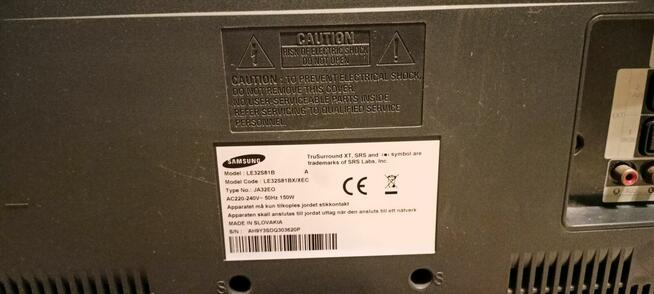 CAUTION
RISK OF ELECTRIC SHOCK
DO NOT OPEN
CAUTION : TO PREVENT ELECTRICAL SHOCK,
DO NOT REMOVE THIS COVER.
NO USER SERVICEABLE PARTS INSIDE.
REFER SERVICING TO QUALIFIED SERVICE
PERSONNEL.
SAMSUNG
TruSurround XT, SRS and symbol are
trademarks of SRS Labs, Inc.
Model : LE32S81B A
Model Code : LE32S81BX/XEC
Type No. : JA32EO
AC220-240V~ 50Hz 150W
CE
Apparatet må kun tilkoples jordet stikkontakt
Apparaten skall anslutas till jordat uttag när den ansluts till ett nätverk
MADE IN SLOVAKIA
S/N : AH9Y3SDQ303620P
S
S